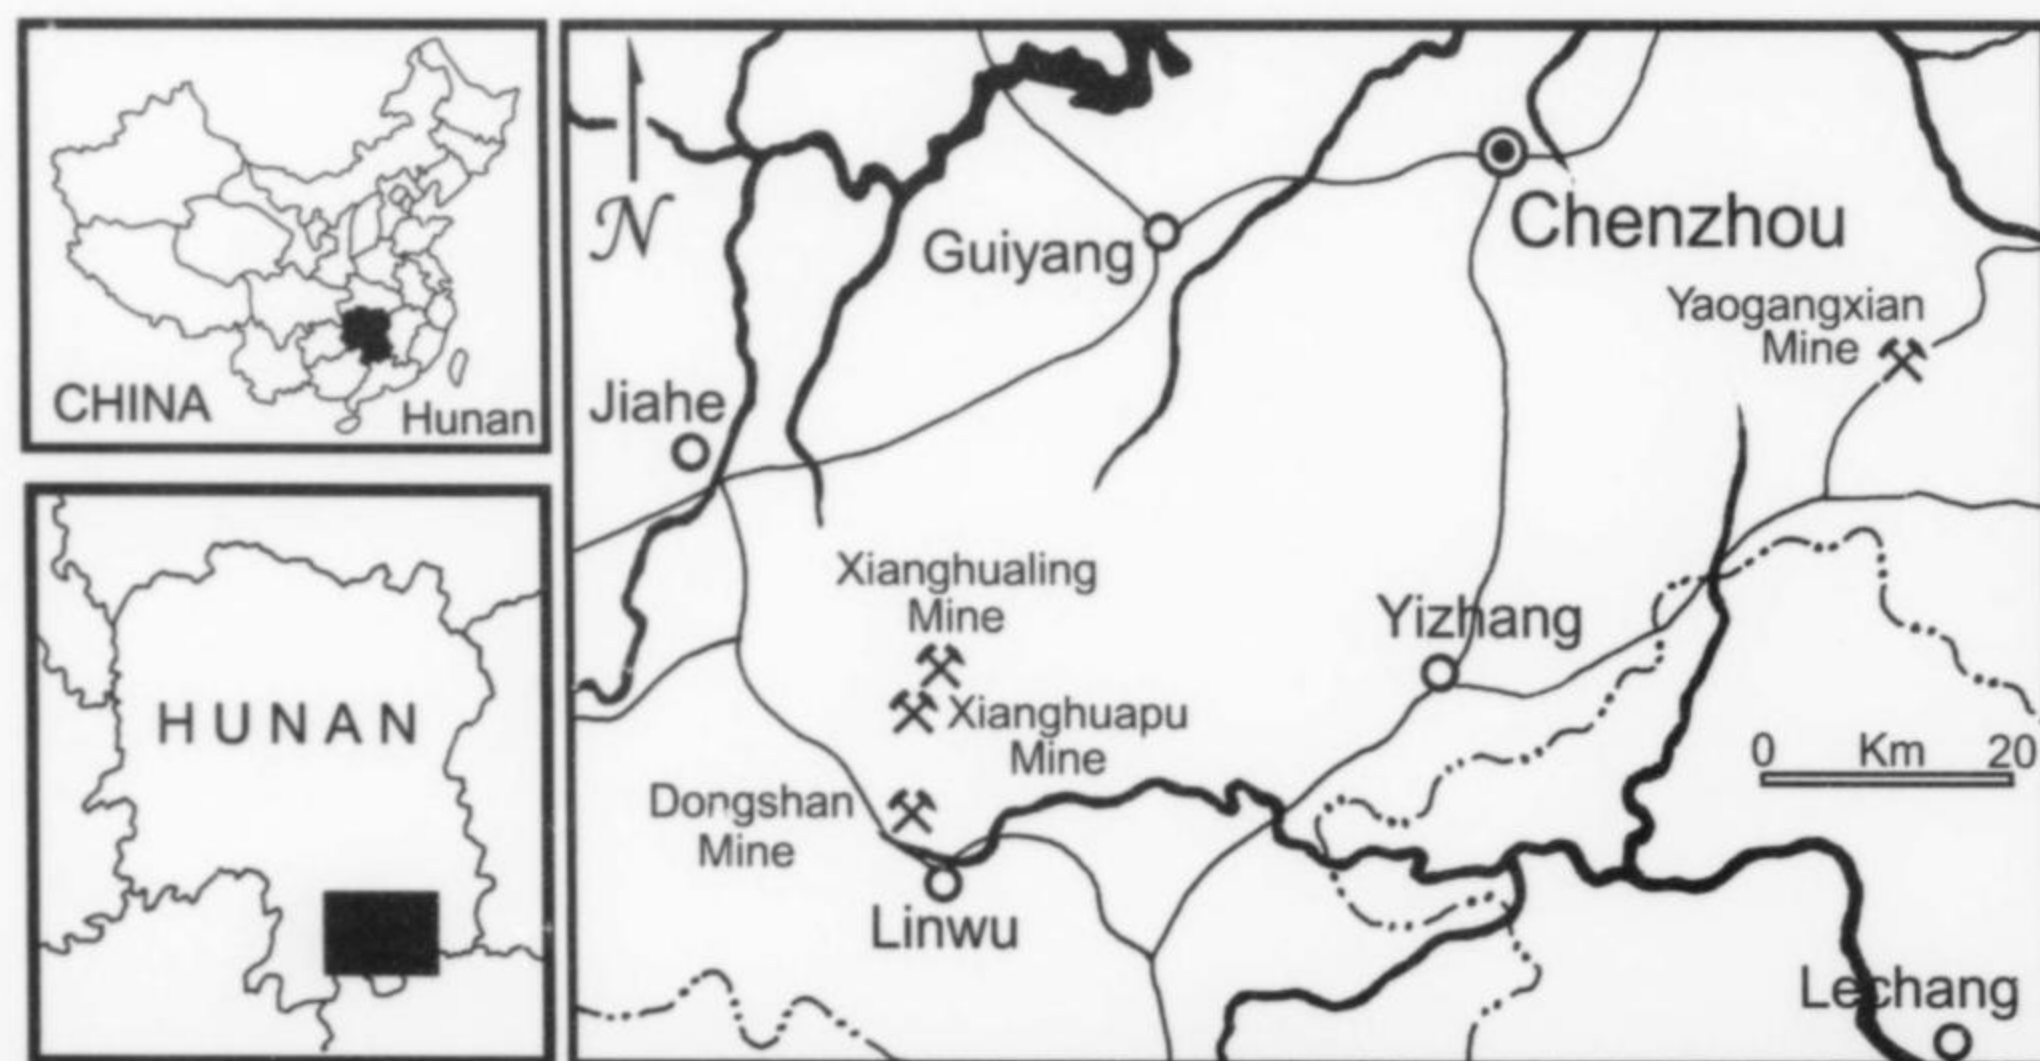 CHINA
Hunan
HUNAN
N
Guiyang
Chenzhou
Yaogangxian
Mine
Jiahe
Xianghualing
Mine
Yizhang
Xianghuapu
Mine
0 Km 20
Dongshan
Mine
Linwu
Lechang